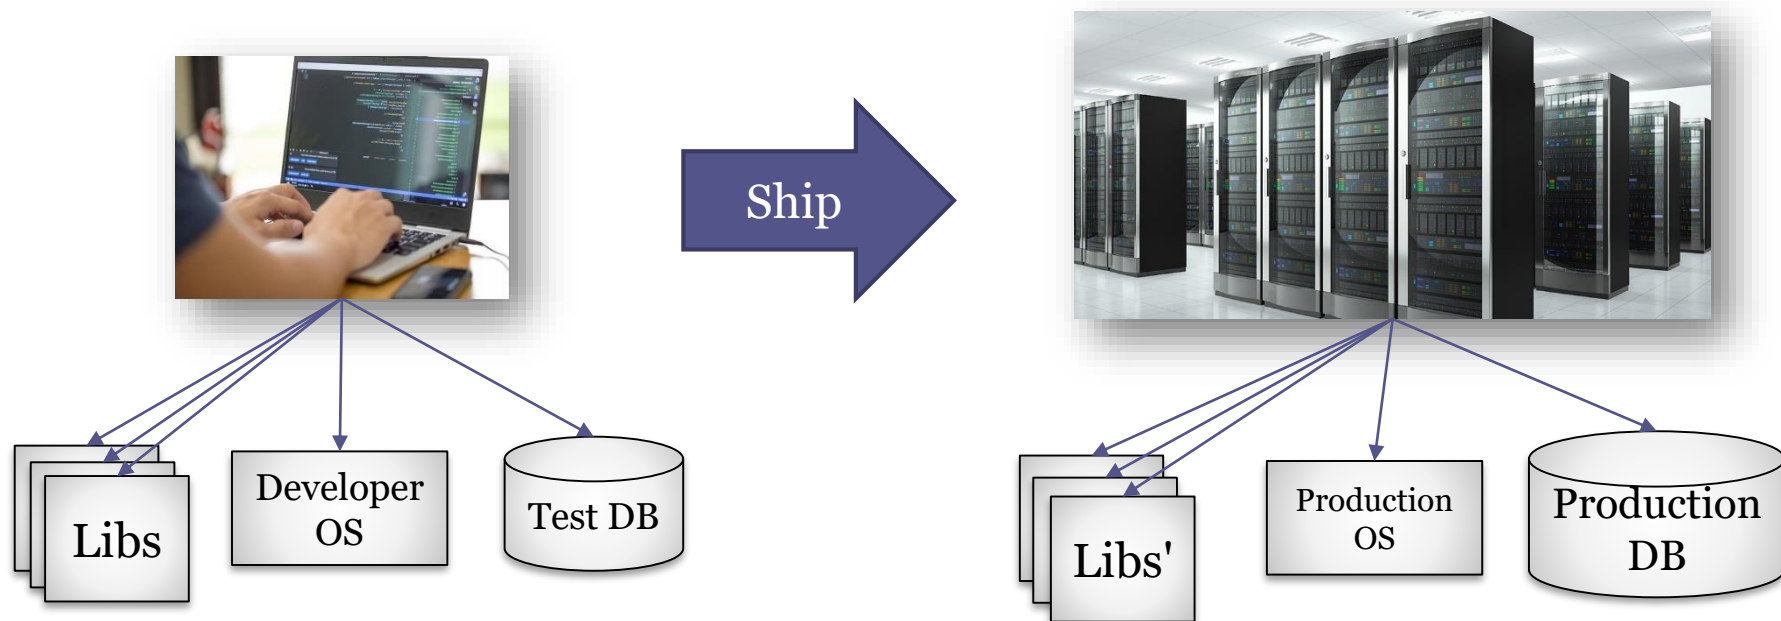 Ship
Libs
Developer
OS
Test DB
Libs'
Production
OS
Production
DB